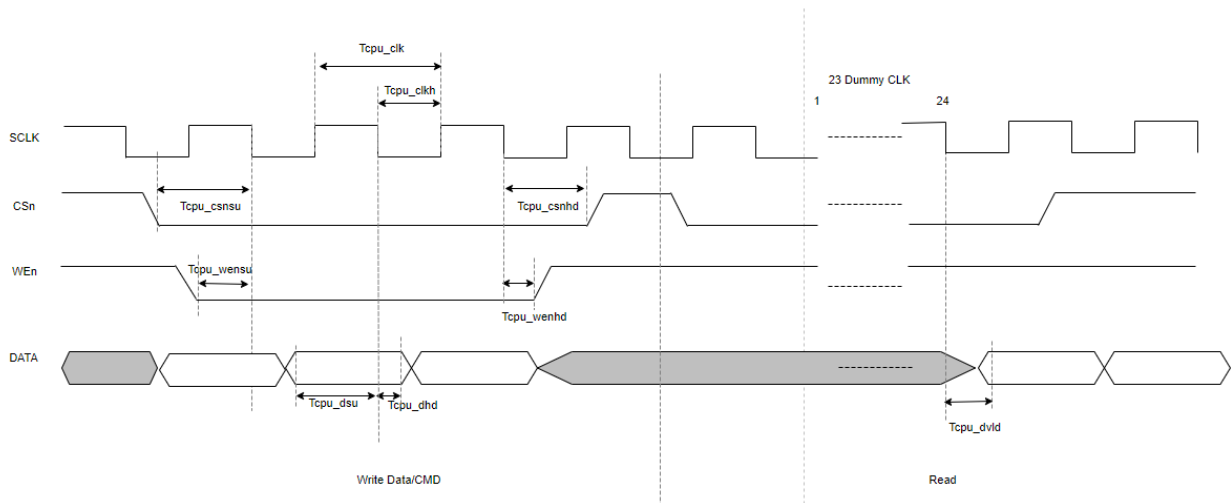 Tcpu_clk
23 Dummy CLK
Tcpu_clkh
1
24
SCLK
CSn
Tcpu_csnsu
Tcpu_csnhd
WEn
Tcpu_wensu
Tcpu_wenhd
DATA
Tcpu_dsu
Tcpu_dhd
Tcpu_dvld
Write Data/CMD
Read